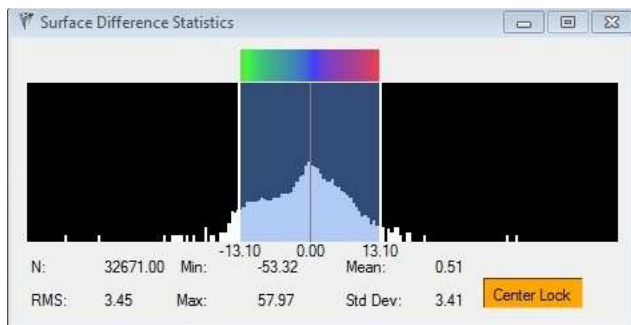 Surface Difference Statistics
-13.10 0.00 13.10
N: 32671.00 Min: -53.32 Mean: 0.51
RMS: 3.45 Max: 57.97 Std Dev: 3.41 Center Lock